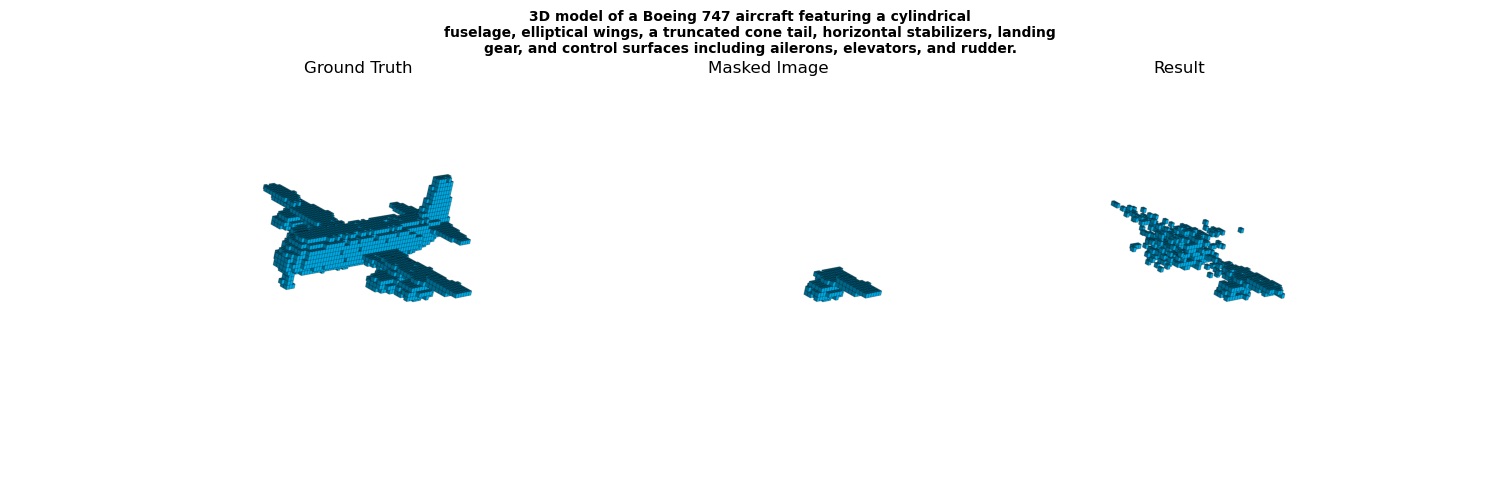 3D model of a Boeing 747 aircraft featuring a cylindrical
fuselage, elliptical wings, a truncated cone tail, horizontal stabilizers, landing
gear, and control surfaces including ailerons, elevators, and rudder.
Ground Truth
Masked Image
Result